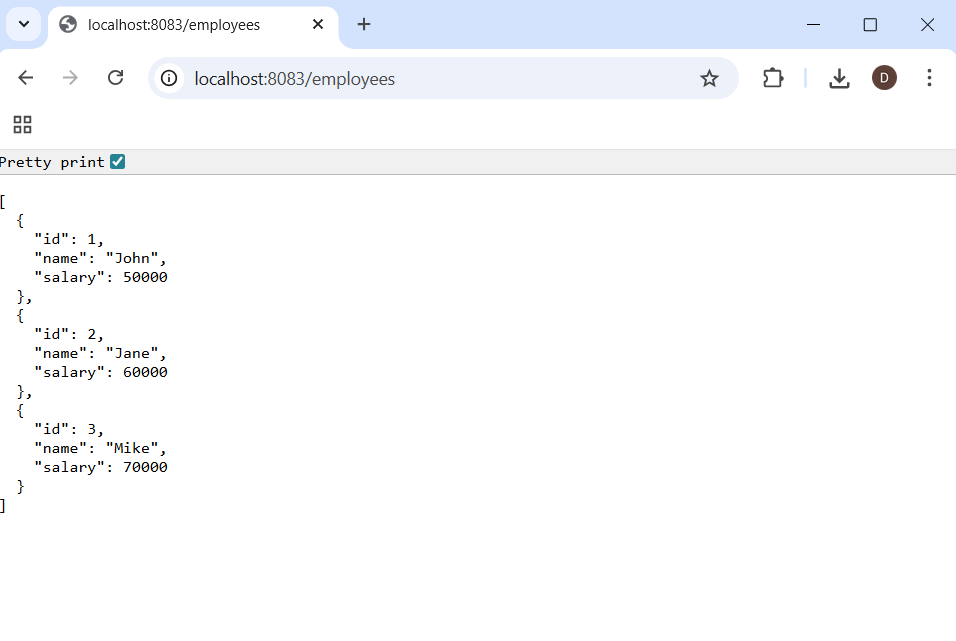 localhost:8083/employees
localhost:8083/employees
D
Pretty print
[
  {
    "id": 1,
    "name": "John",
    "salary": 50000
  },
  {
    "id": 2,
    "name": "Jane",
    "salary": 60000
  },
  {
    "id": 3,
    "name": "Mike",
    "salary": 70000
  }
]